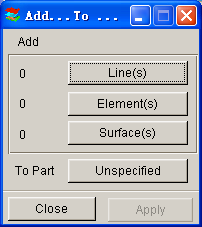 Add...To ...
Add
0 Line(s)
0 Element(s)
0 Surface(s)
To Part Unspecified
Close Apply